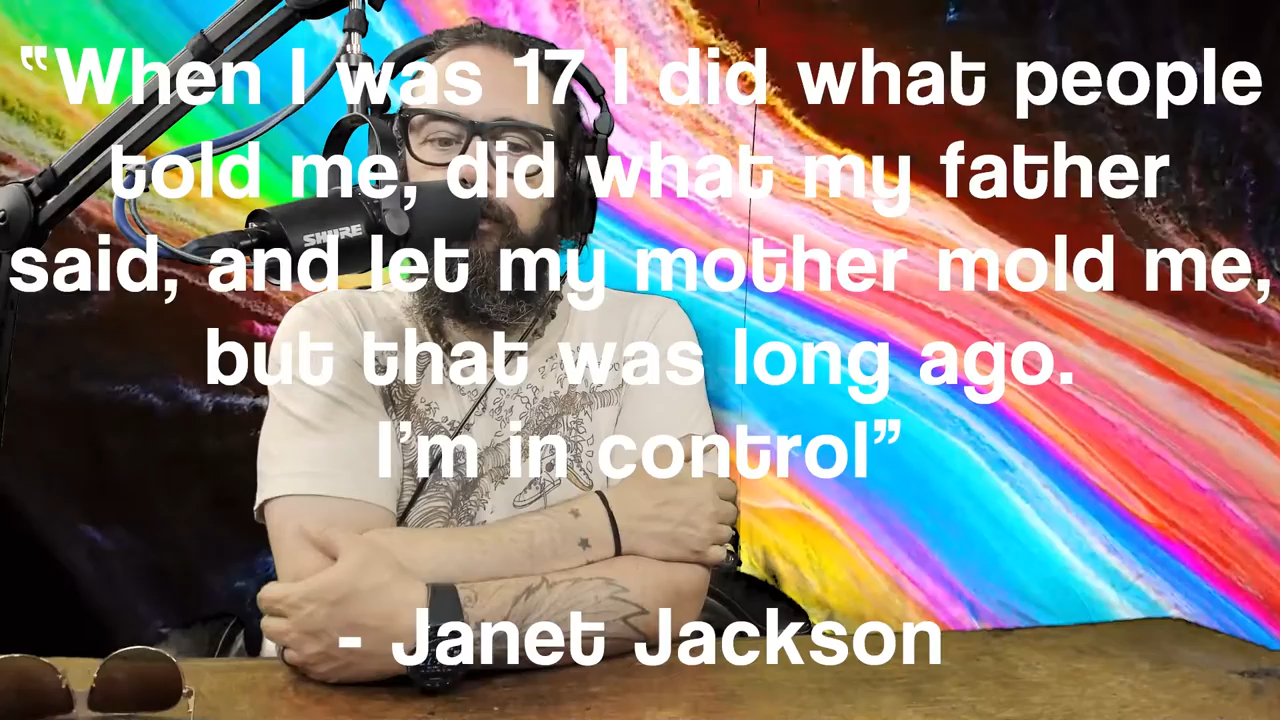 “When I was 17 I did what people
told me, did what my father
said, and let my mother mold me,
but that was long ago.
I’m in control”
- Janet Jackson
SHURE